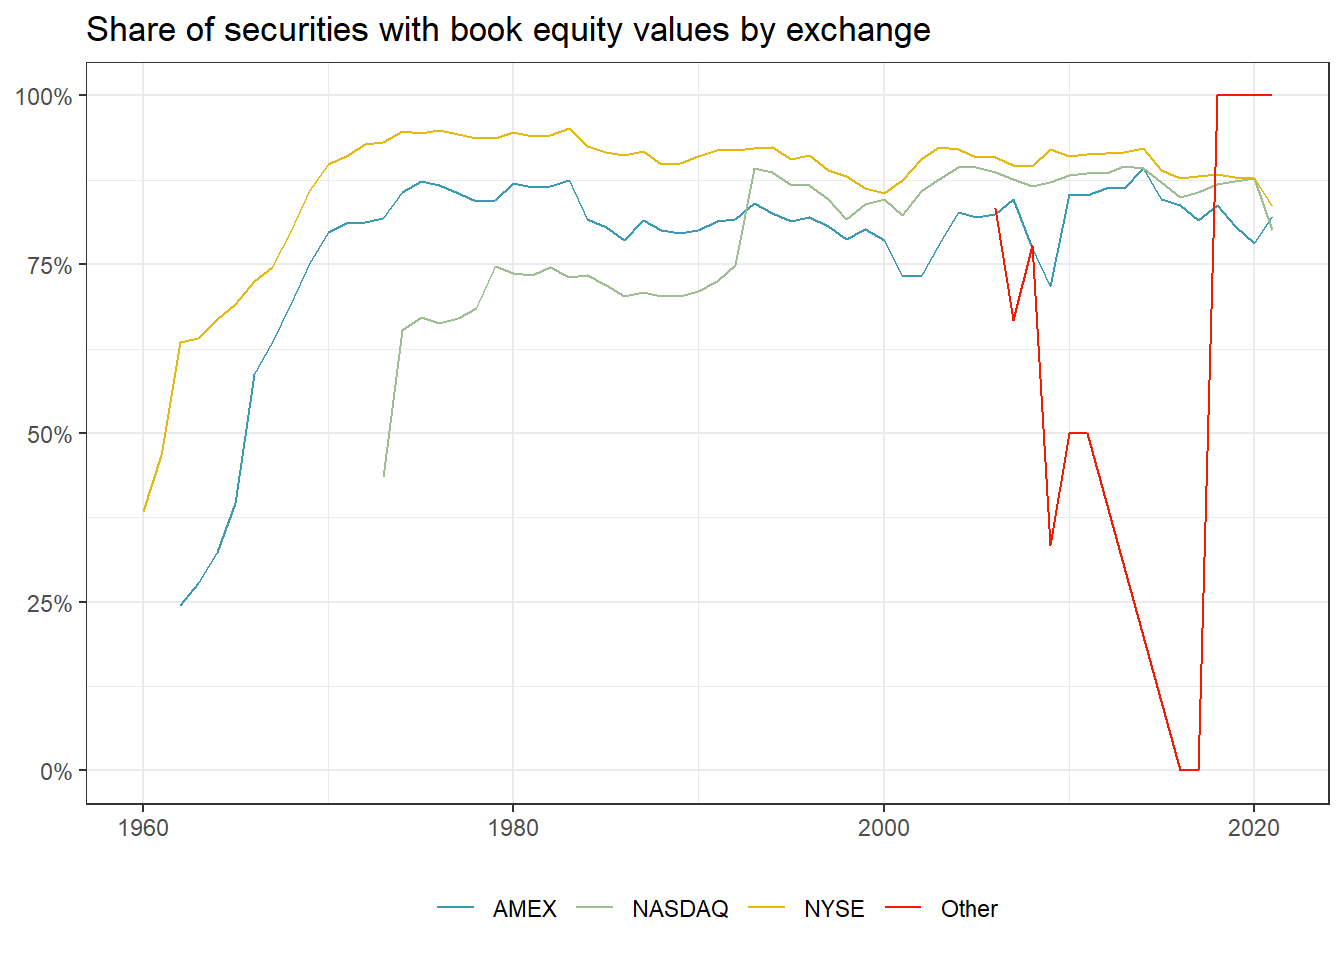 Share of securities with book equity values by exchange
100%
75%
50%
25%
0%
1960 1980 2000 2020
AMEX NASDAQ NYSE Other